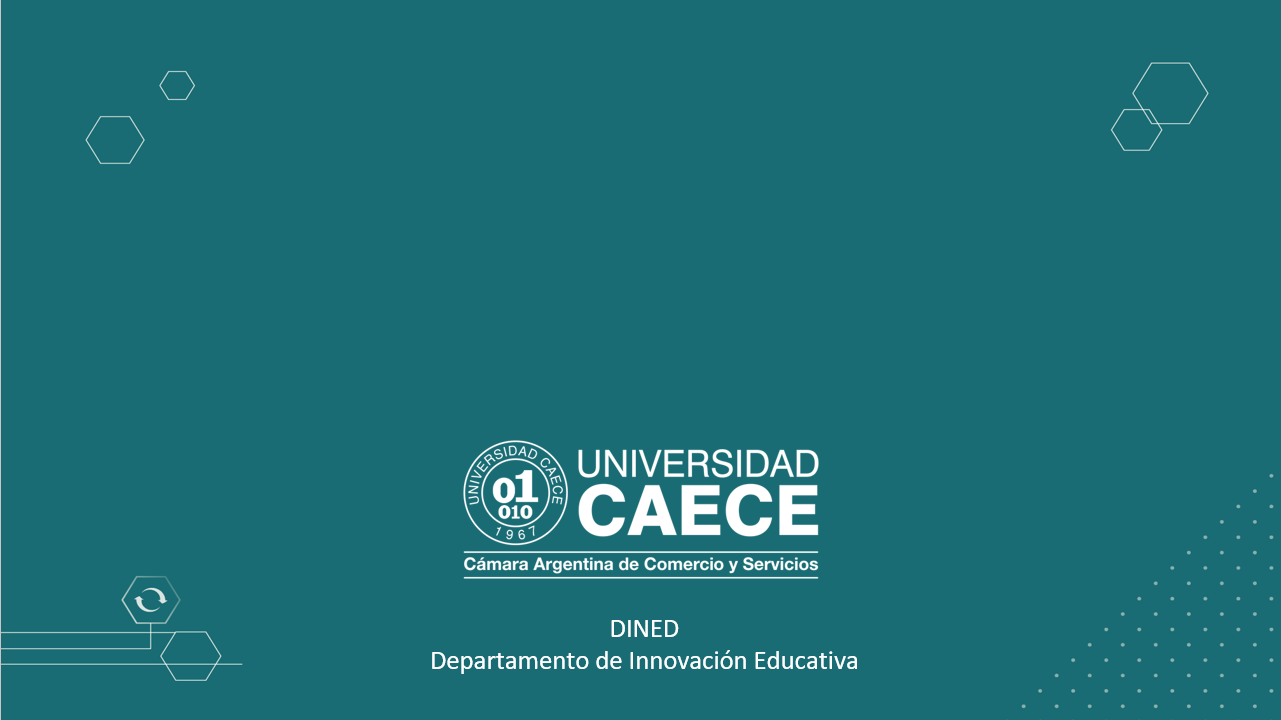 UNIVERSIDAD CAECE
01
010
1967
UNIVERSIDAD
CAECE
Cámara Argentina de Comercio y Servicios
DINED
Departamento de Innovación Educativa